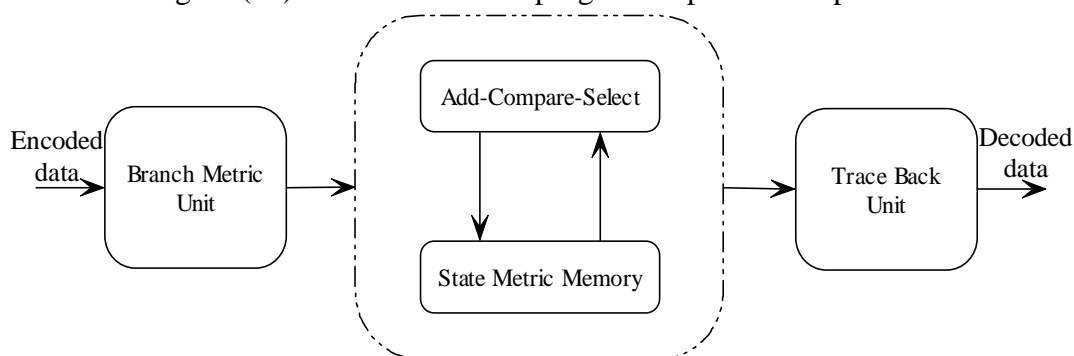 Encoded
data
Branch Metric
Unit
Add-Compare-Select
State Metric Memory
Trace Back
Unit
Decoded
data